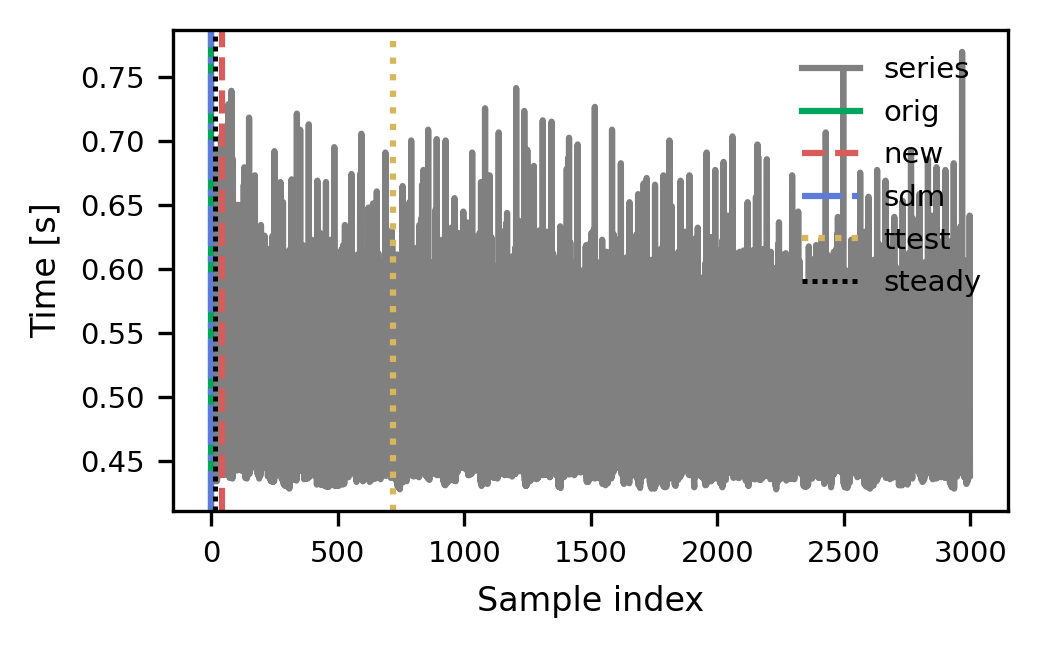 0.75
0.70
0.65
0.60
0.55
0.50
0.45
Time [s]
series
orig
new
sdm
ttest
steady
0 500 1000 1500 2000 2500 3000
Sample index